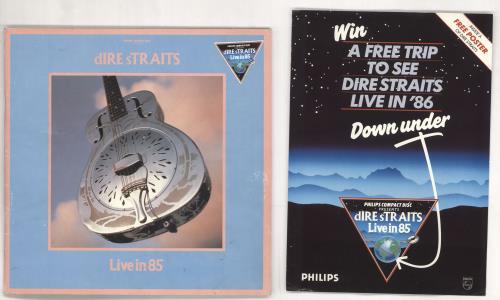 dIRE sTRAITS
dIRE sTRAITS
Live in 85
Live in 85
Win
A FREE TRIP
TO SEE
DIRE STRAITS
LIVE IN '86
Down under
FREE POSTER
PHILIPS COMPACT DISC
PRESENTS
dIRE sTRAITS
Live in 85
PHILIPS